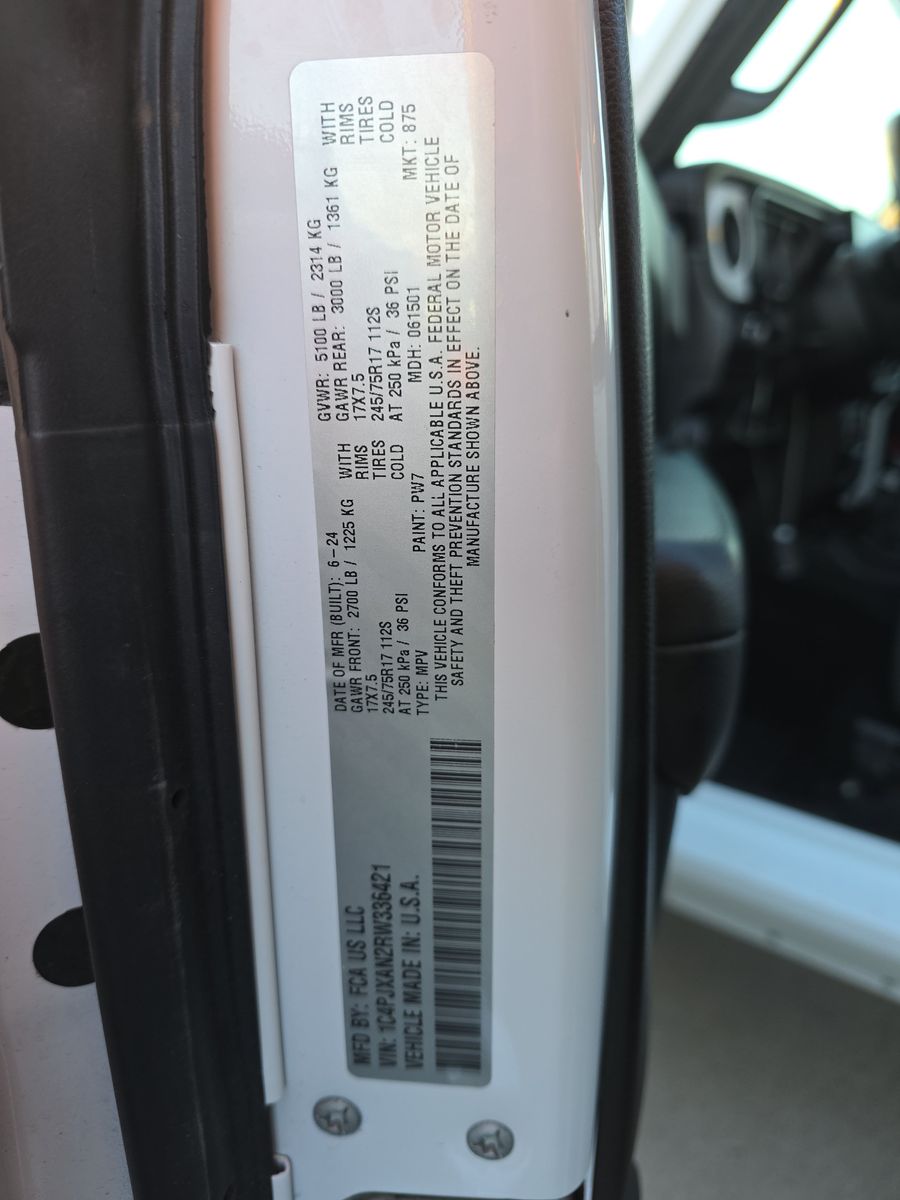 MFD BY: FCA US LLC
VIN: 1C4PJXAN2RW336421
VEHICLE MADE IN: U.S.A.
DATE OF MFR (BUILT): 6-24 GVWR: 5100 LB / 2314 KG
GAWR FRONT: 2700 LB / 1225 KG WITH GAWR REAR: 3000 LB / 1361 KG WITH
17X7.5 RIMS 17X7.5 RIMS
245/75R17 112S TIRES 245/75R17 112S TIRES
AT 250 kPa / 36 PSI COLD AT 250 kPa / 36 PSI COLD
TYPE: MPV PAINT: PW7 MDH: 061501 MKT: 875
THIS VEHICLE CONFORMS TO ALL APPLICABLE U.S.A. FEDERAL MOTOR VEHICLE
SAFETY AND THEFT PREVENTION STANDARDS IN EFFECT ON THE DATE OF
MANUFACTURE SHOWN ABOVE.